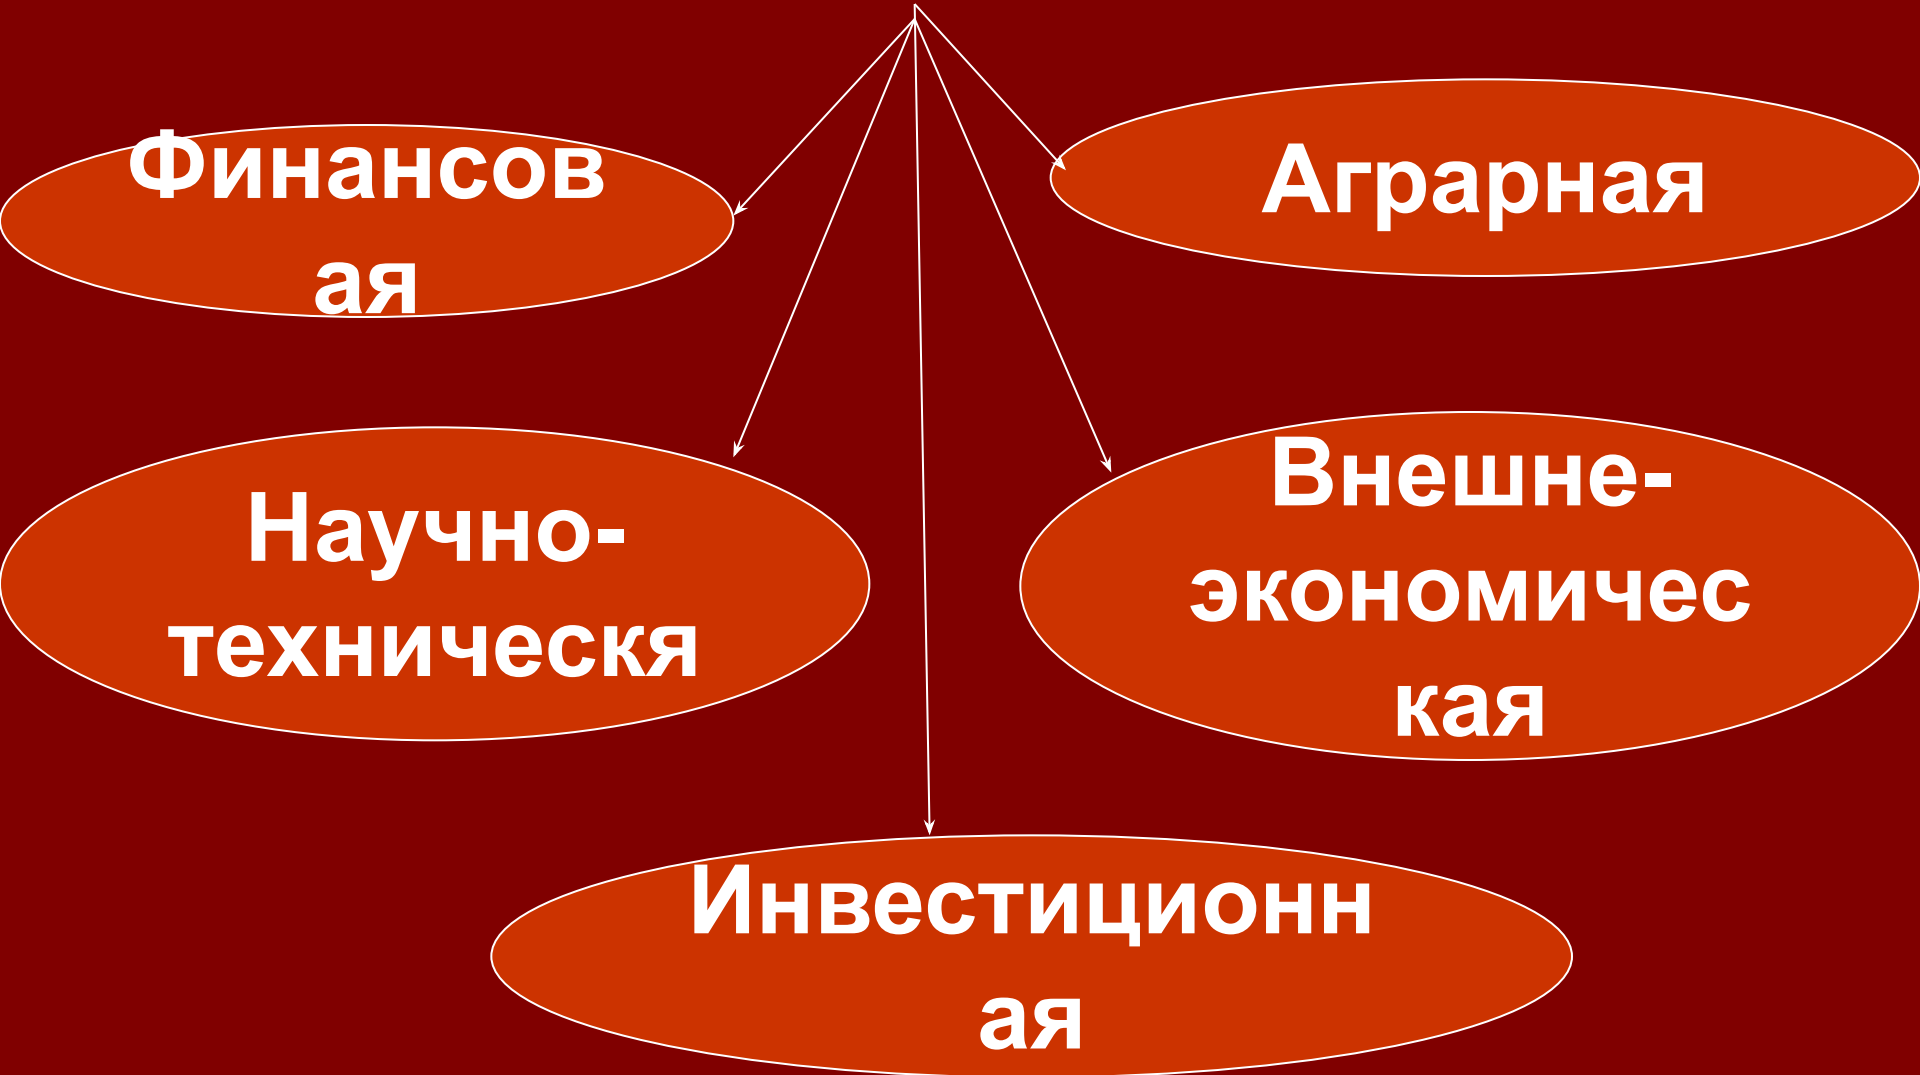 Финансов
ая
Аграрная
Научно-
техническя
Внешне-
экономичес
кая
Инвестиционн
ая